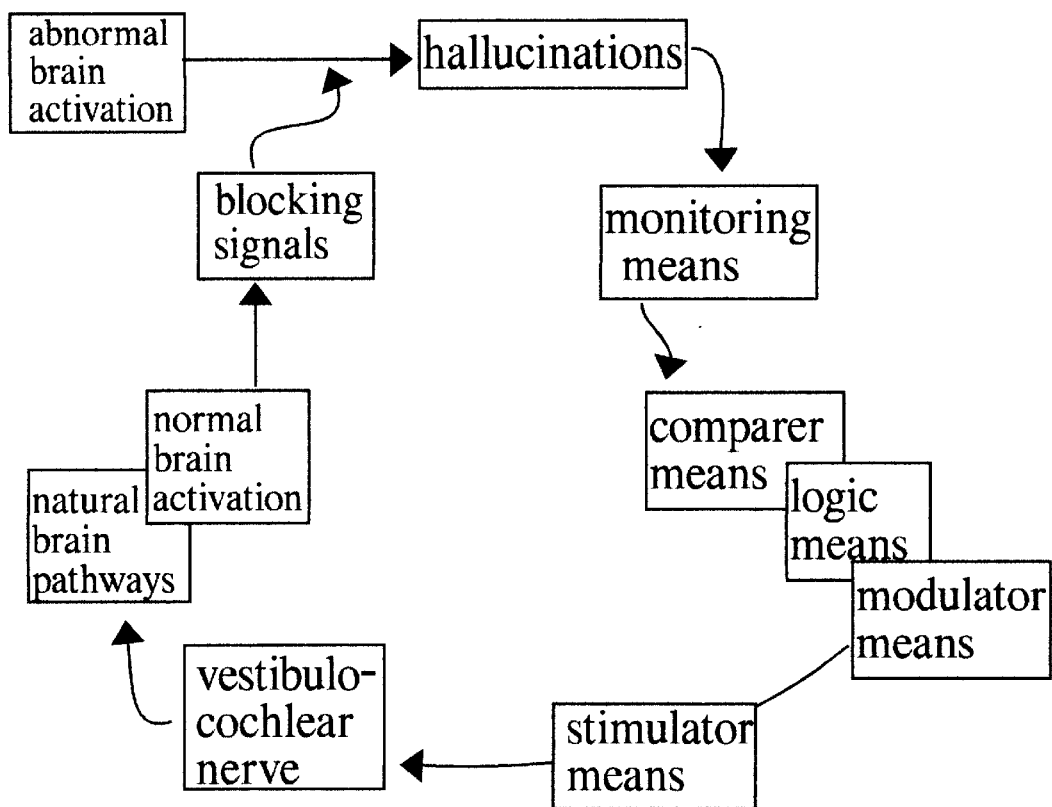 abnormal
brain
activation
hallucinations
blocking
signals
monitoring
means
normal
brain
activation
comparer
means
natural
brain
pathways
logic
means
modulator
means
vestibulo-
cochlear
nerve
stimulator
means